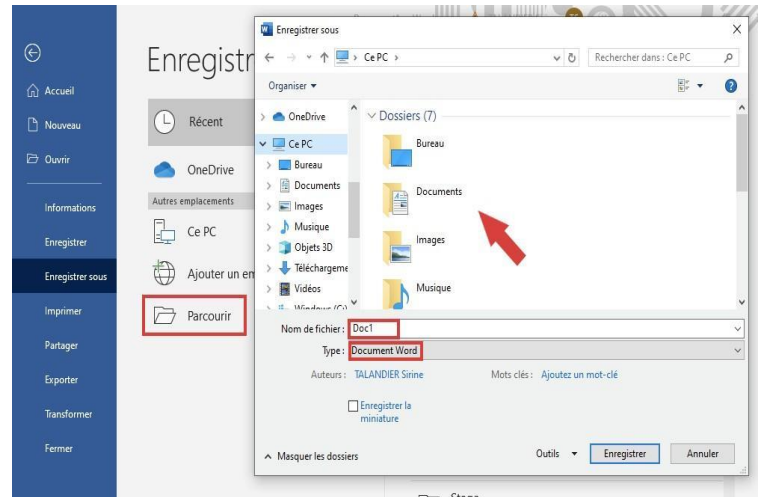 Enregistrer sous
Enregistr
Ce PC
Rechercher dans : Ce PC
Organiser
Accueil
Nouveau
Ouvrir
Informations
Enregistrer
Enregistrer sous
Imprimer
Partager
Exporter
Transformer
Fermer
Récent
OneDrive
Autres emplacements
Ce PC
Ajouter un en
Parcourir
OneDrive
Ce PC
Bureau
Documents
Images
Musique
Objets 3D
Téléchargeme
Vidéos
Windows (C:)
Dossiers (7)
Bureau
Documents
Images
Musique
Nom de fichier : Doc1
Type : Document Word
Auteurs : TALANDIER Sirine
Mots clés : Ajoutez un mot-clé
Enregistrer la
miniature
Masquer les dossiers
Outils
Enregistrer
Annuler